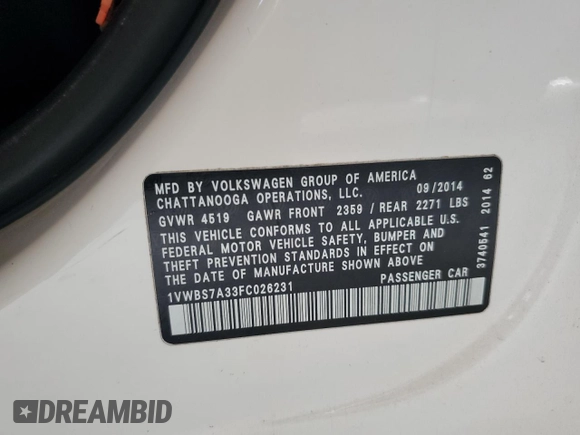 MFD BY VOLKSWAGEN GROUP OF AMERICA
CHATTANOOGA OPERATIONS, LLC. 09/2014
GVWR 4519 GAWR FRONT 2359 / REAR 2271 LBS
THIS VEHICLE CONFORMS TO ALL APPLICABLE U.S.
FEDERAL MOTOR VEHICLE SAFETY, BUMPER AND
THEFT PREVENTION STANDARDS IN EFFECT ON
THE DATE OF MANUFACTURE SHOWN ABOVE
1VWBS7A33FC026231 PASSENGER CAR
3740541 2014 62
DREAMBID